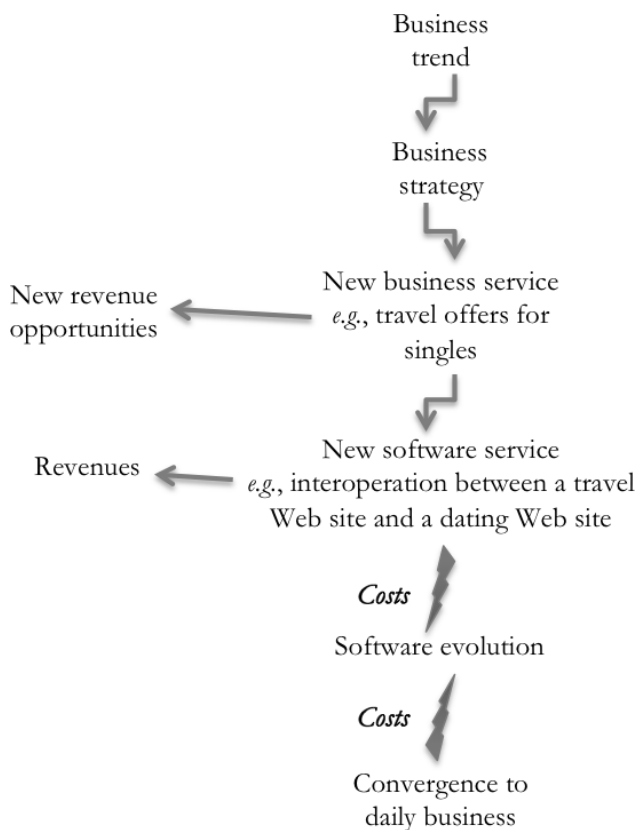 Business
trend
Business
strategy
New business service
e.g., travel offers for
singles
New revenue
opportunities
New software service
e.g., interoperation between a travel
Web site and a dating Web site
Revenues
Costs
Software evolution
Costs
Convergence to
daily business